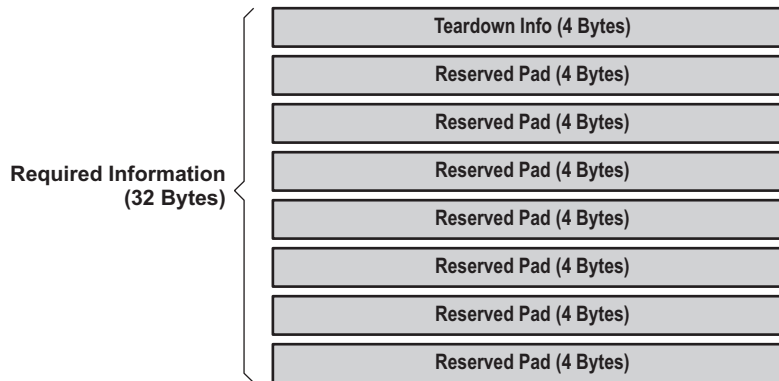 Teardown Info (4 Bytes)
Reserved Pad (4 Bytes)
Reserved Pad (4 Bytes)
Reserved Pad (4 Bytes)
Required Information
(32 Bytes)
Reserved Pad (4 Bytes)
Reserved Pad (4 Bytes)
Reserved Pad (4 Bytes)
Reserved Pad (4 Bytes)